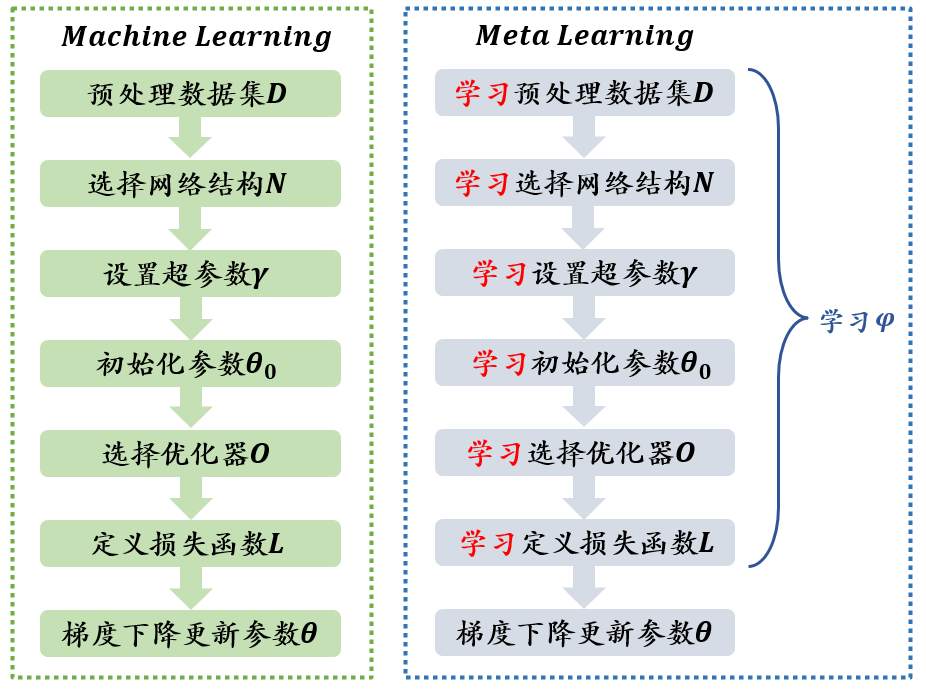 Machine Learning
预处理数据集D
选择网络结构N
设置超参数γ
初始化参数θ₀
选择优化器O
定义损失函数L
梯度下降更新参数θ
Meta Learning
学习预处理数据集D
学习选择网络结构N
学习设置超参数γ
学习初始化参数θ₀
学习选择优化器O
学习定义损失函数L
梯度下降更新参数θ
学习φ